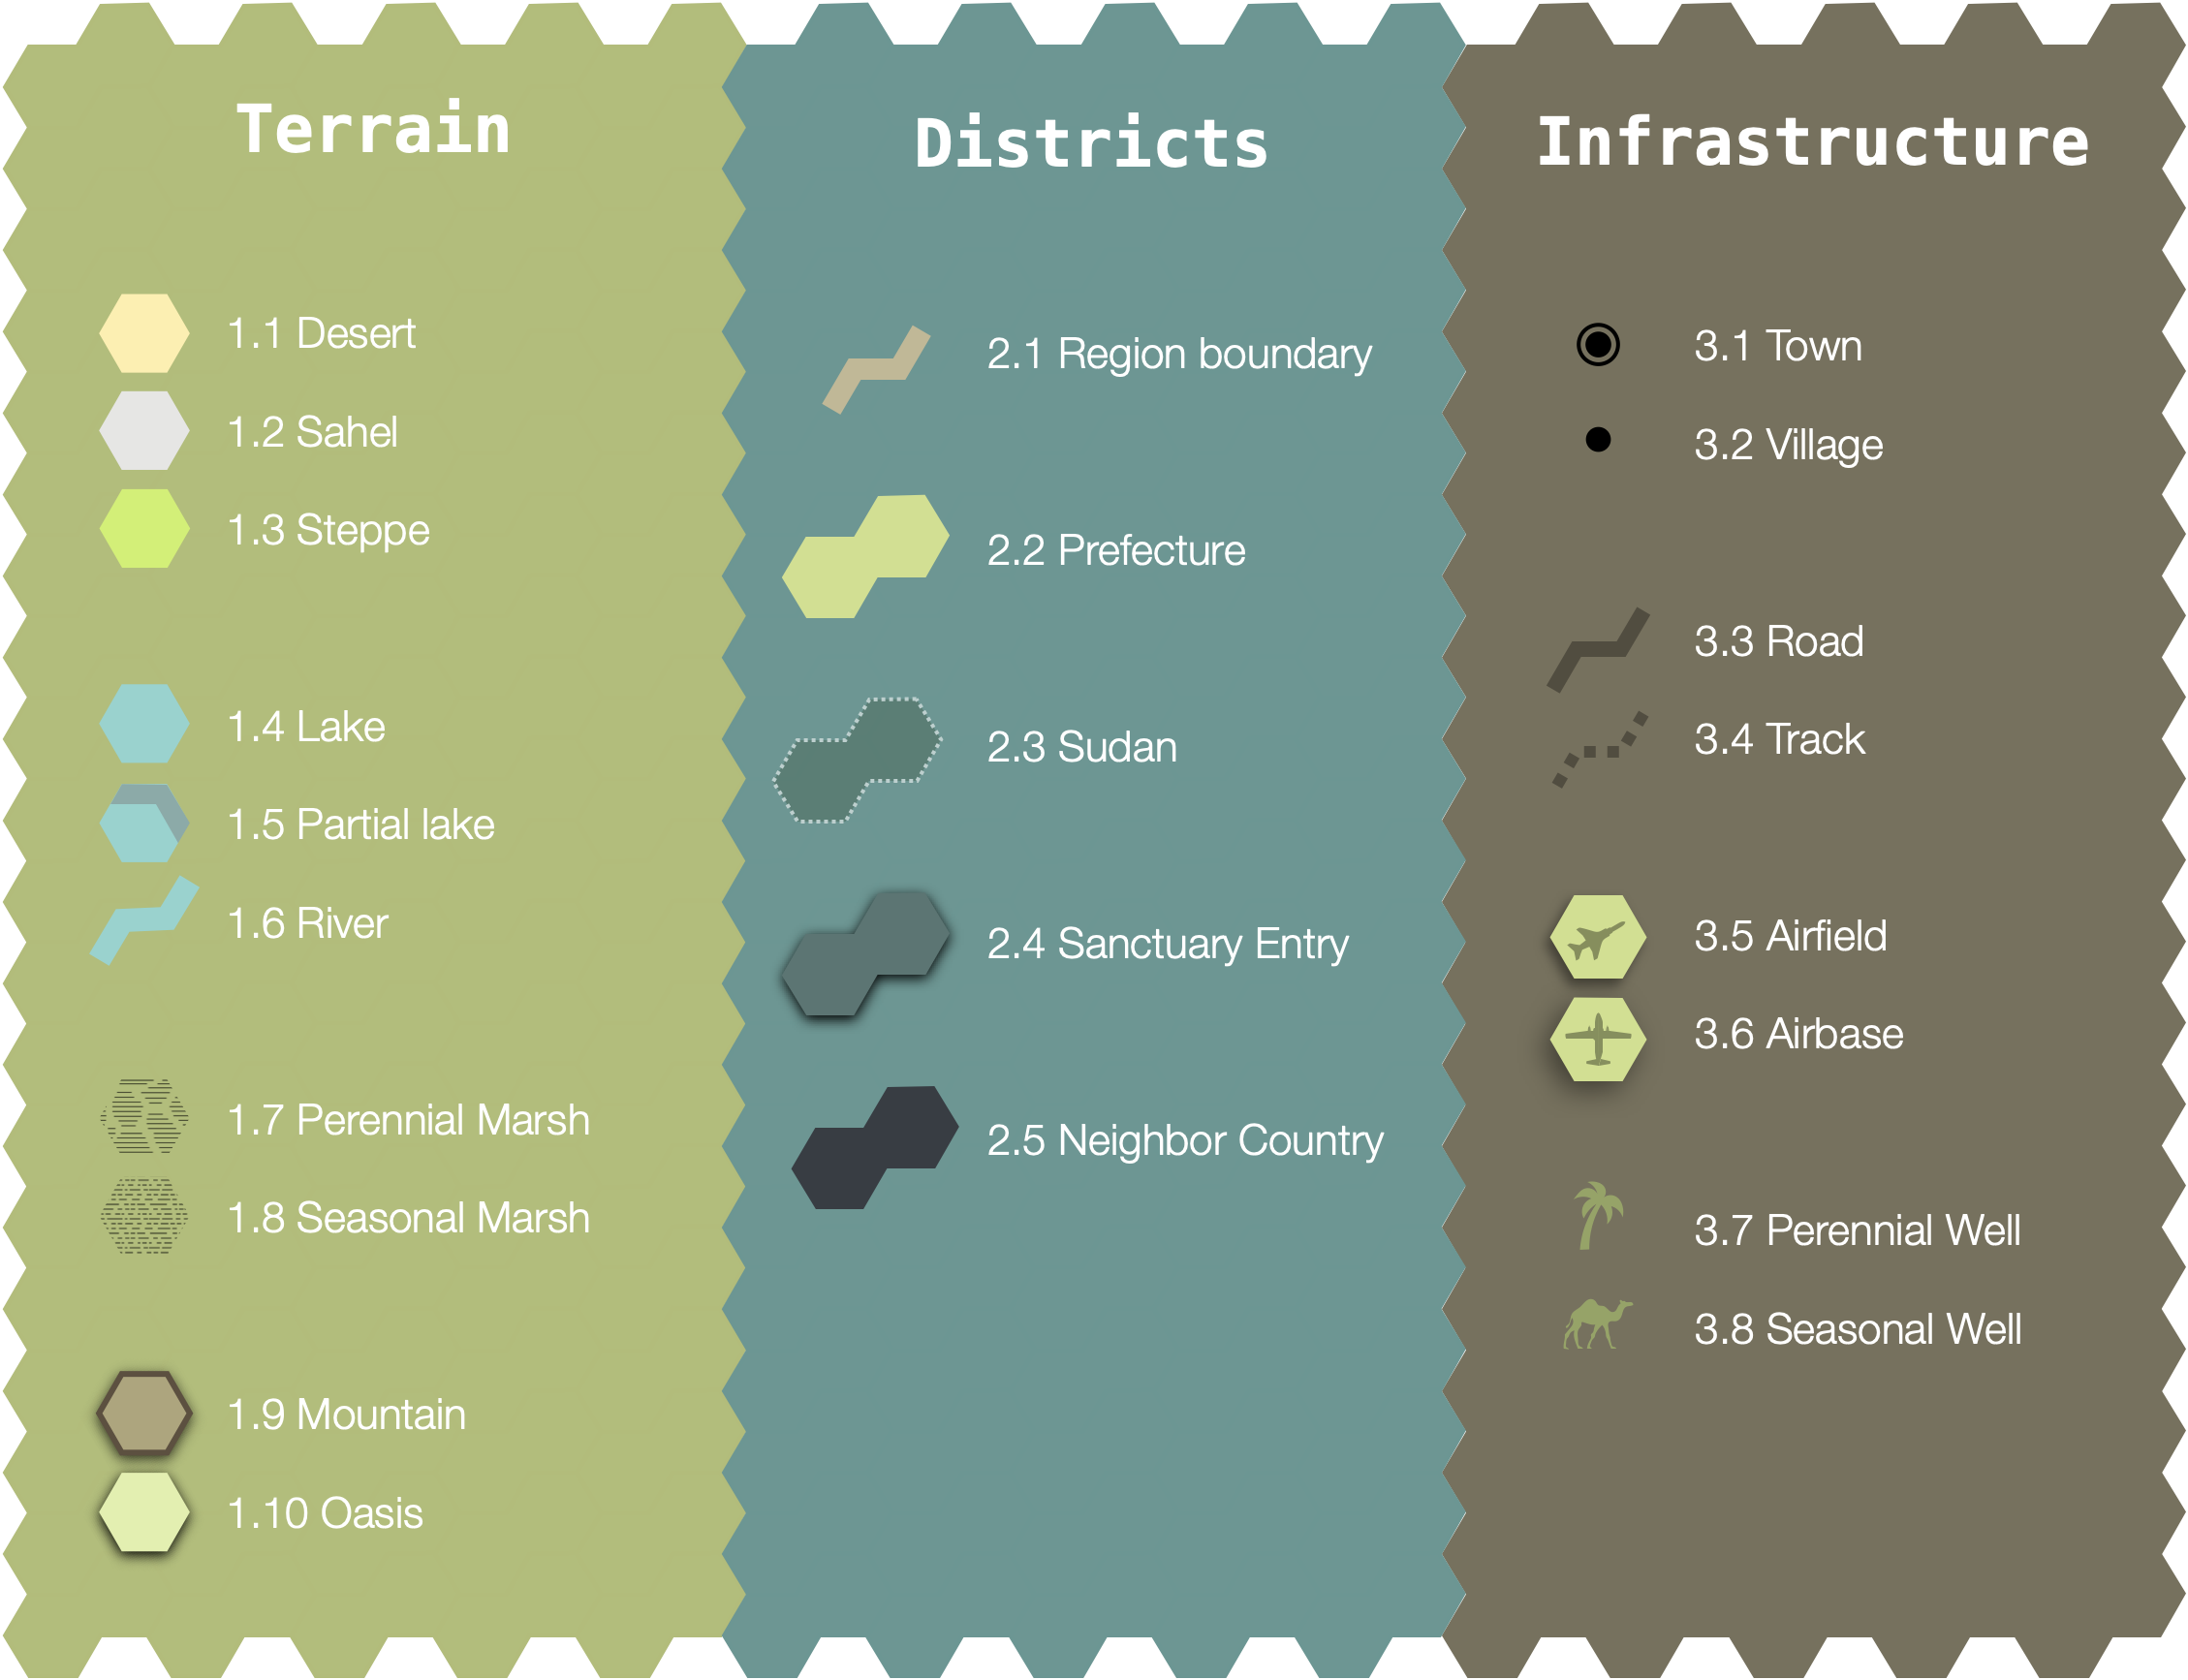 Terrain
1.1 Desert
1.2 Sahel
1.3 Steppe
1.4 Lake
1.5 Partial lake
1.6 River
1.7 Perennial Marsh
1.8 Seasonal Marsh
1.9 Mountain
1.10 Oasis
Districts
2.1 Region boundary
2.2 Prefecture
2.3 Sudan
2.4 Sanctuary Entry
2.5 Neighbor Country
Infrastructure
3.1 Town
3.2 Village
3.3 Road
3.4 Track
3.5 Airfield
3.6 Airbase
3.7 Perennial Well
3.8 Seasonal Well